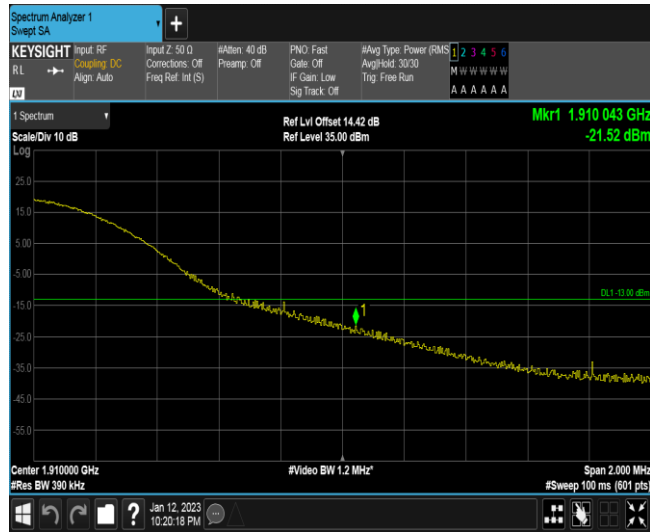 Spectrum Analyzer 1
Swept SA
+
KEYSIGHT
RL
LXI
Input: RF
Coupling: DC
Align: Auto
Input Z: 50 Ω
Corrections: Off
Freq Ref: Int (S)
#Atten: 40 dB
Preamp: Off
PNO: Fast
Gate: Off
IF Gain: Low
Sig Track: Off
#Avg Type: Power (RMS
Avg|Hold: 30/30
Trig: Free Run
1 2 3 4 5 6
M W W W W W
A A A A A A
1 Spectrum
Scale/Div 10 dB
Log
Ref Lvl Offset 14.42 dB
Ref Level 35.00 dBm
Mkr1 1.910 043 GHz
-21.52 dBm
25.0
15.0
5.00
-5.00
-15.0
-45.0
-55.0
DL1 -13.00 dBm
1
Center 1.910000 GHz
#Res BW 390 kHz
#Video BW 1.2 MHz*
Span 2.000 MHz
#Sweep 100 ms (601 pts)
?
Jan 12, 2023
10:20:18 PM